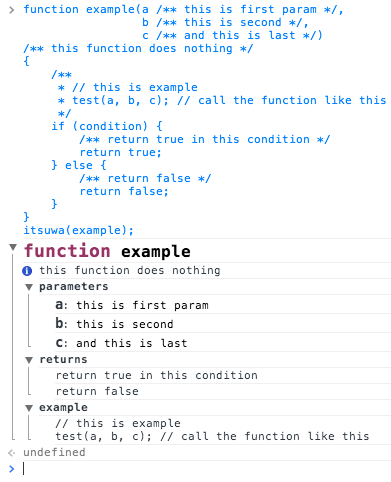 function example(a /** this is first param */,
                 b /** this is second */,
                 c /** and this is last */)
/** this function does nothing */
{
    /**
     * // this is example
     * test(a, b, c); // call the function like this
     */
    if (condition) {
        /** return true in this condition */
        return true;
    } else {
        /** return false */
        return false;
    }
}
itsuwa(example);
function example
this function does nothing
parameters
a: this is first param
b: this is second
c: and this is last
returns
return true in this condition
return false
example
// this is example
test(a, b, c); // call the function like this
undefined